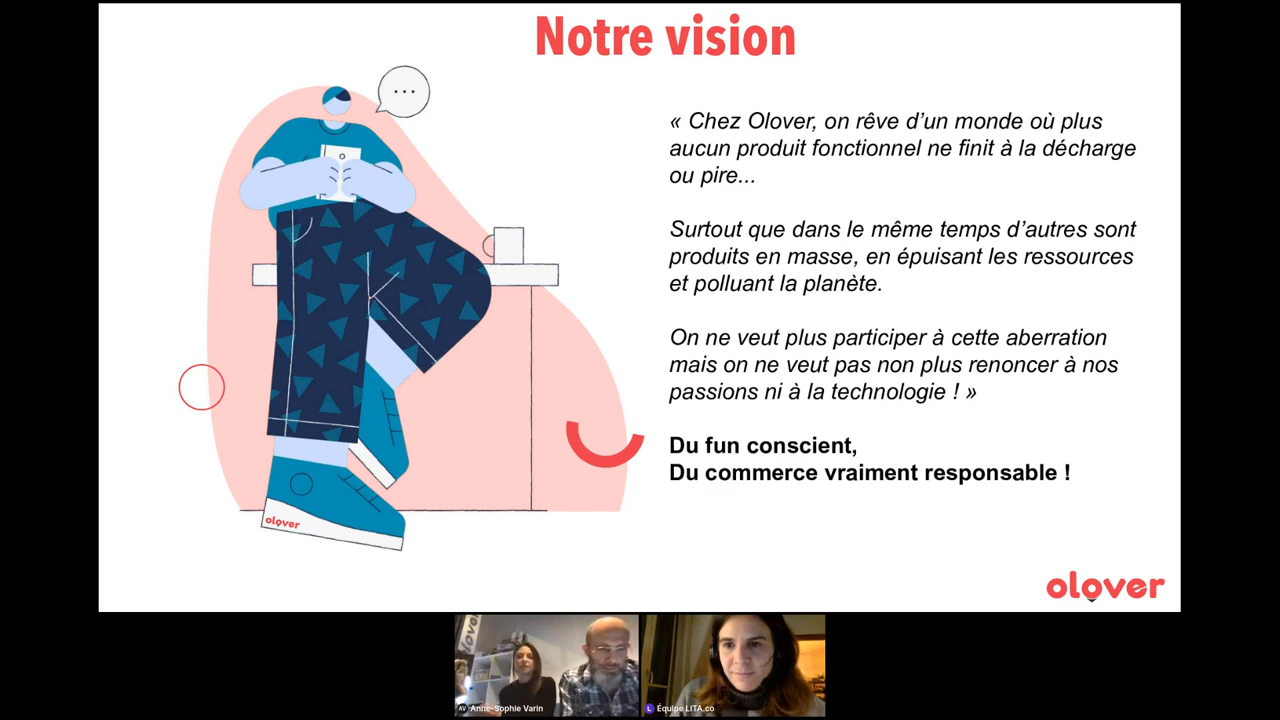 Notre vision
« Chez Olover, on rêve d’un monde où plus
aucun produit fonctionnel ne finit à la décharge
ou pire...
Surtout que dans le même temps d’autres sont
produits en masse, en épuisant les ressources
et polluant la planète.
On ne veut plus participer à cette aberration
mais on ne veut pas non plus renoncer à nos
passions ni à la technologie ! »
Du fun conscient,
Du commerce vraiment responsable !
olover
olover
AV Anne-Sophie Varin
L Équipe LITA.co